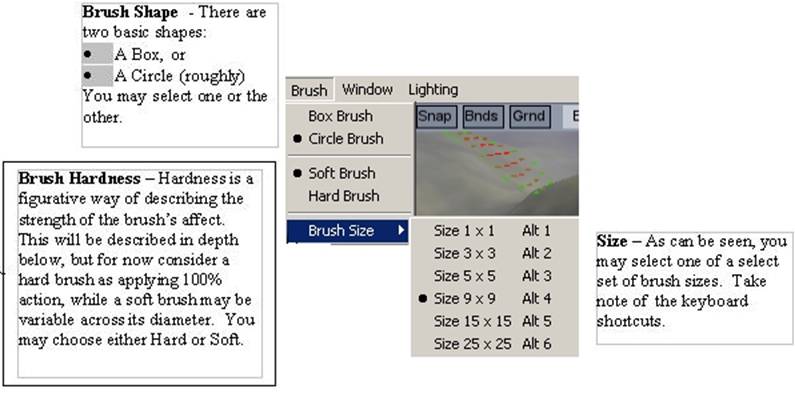 Brush Shape - There are
two basic shapes:
● A Box, or
● A Circle (roughly)
You may select one or the
other.
Brush Hardness – Hardness is a
figurative way of describing the
strength of the brush's affect.
This will be described in depth
below, but for now consider a
hard brush as applying 100%
action, while a soft brush may be
variable across its diameter. You
may choose either Hard or Soft.
Brush Window Lighting
Box Brush
● Circle Brush
● Soft Brush
Hard Brush
Brush Size
Snap Bnds Grnd
Size 1 x 1 Alt 1
Size 3 x 3 Alt 2
Size 5 x 5 Alt 3
● Size 9 x 9 Alt 4
Size 15 x 15 Alt 5
Size 25 x 25 Alt 6
Size – As can be seen, you
may select one of a select
set of brush sizes. Take
note of the keyboard
shortcuts.